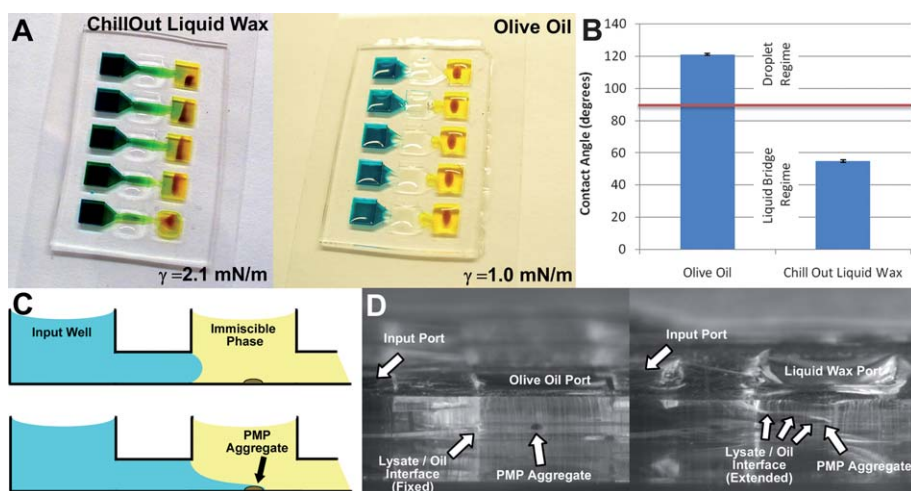 A
ChillOut Liquid Wax
γ =2.1 mN/m
Olive Oil
γ =1.0 mN/m
B
Contact Angle (degrees)
140
120
100
80
60
40
20
0
Droplet
Regime
Liquid Bridge
Regime
Olive Oil
Chill Out Liquid Wax
C
Input Well
Immiscible
Phase
PMP
Aggregate
D
Input Port
Olive Oil Port
Lysate / Oil
Interface
(Fixed)
PMP Aggregate
Input Port
Liquid Wax Port
Lysate / Oil
Interface
(Extended)
PMP Aggregate